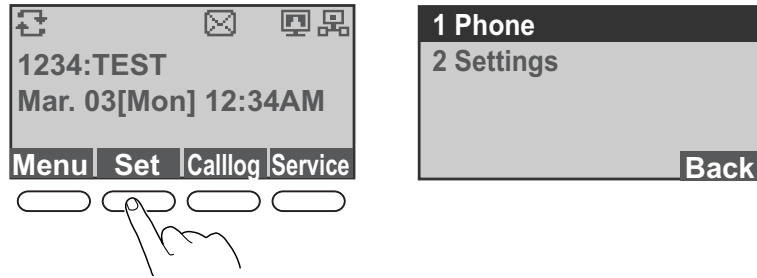 1234:TEST
Mar. 03[Mon] 12:34AM
Menu Set Calllog Service
1 Phone
2 Settings
Back